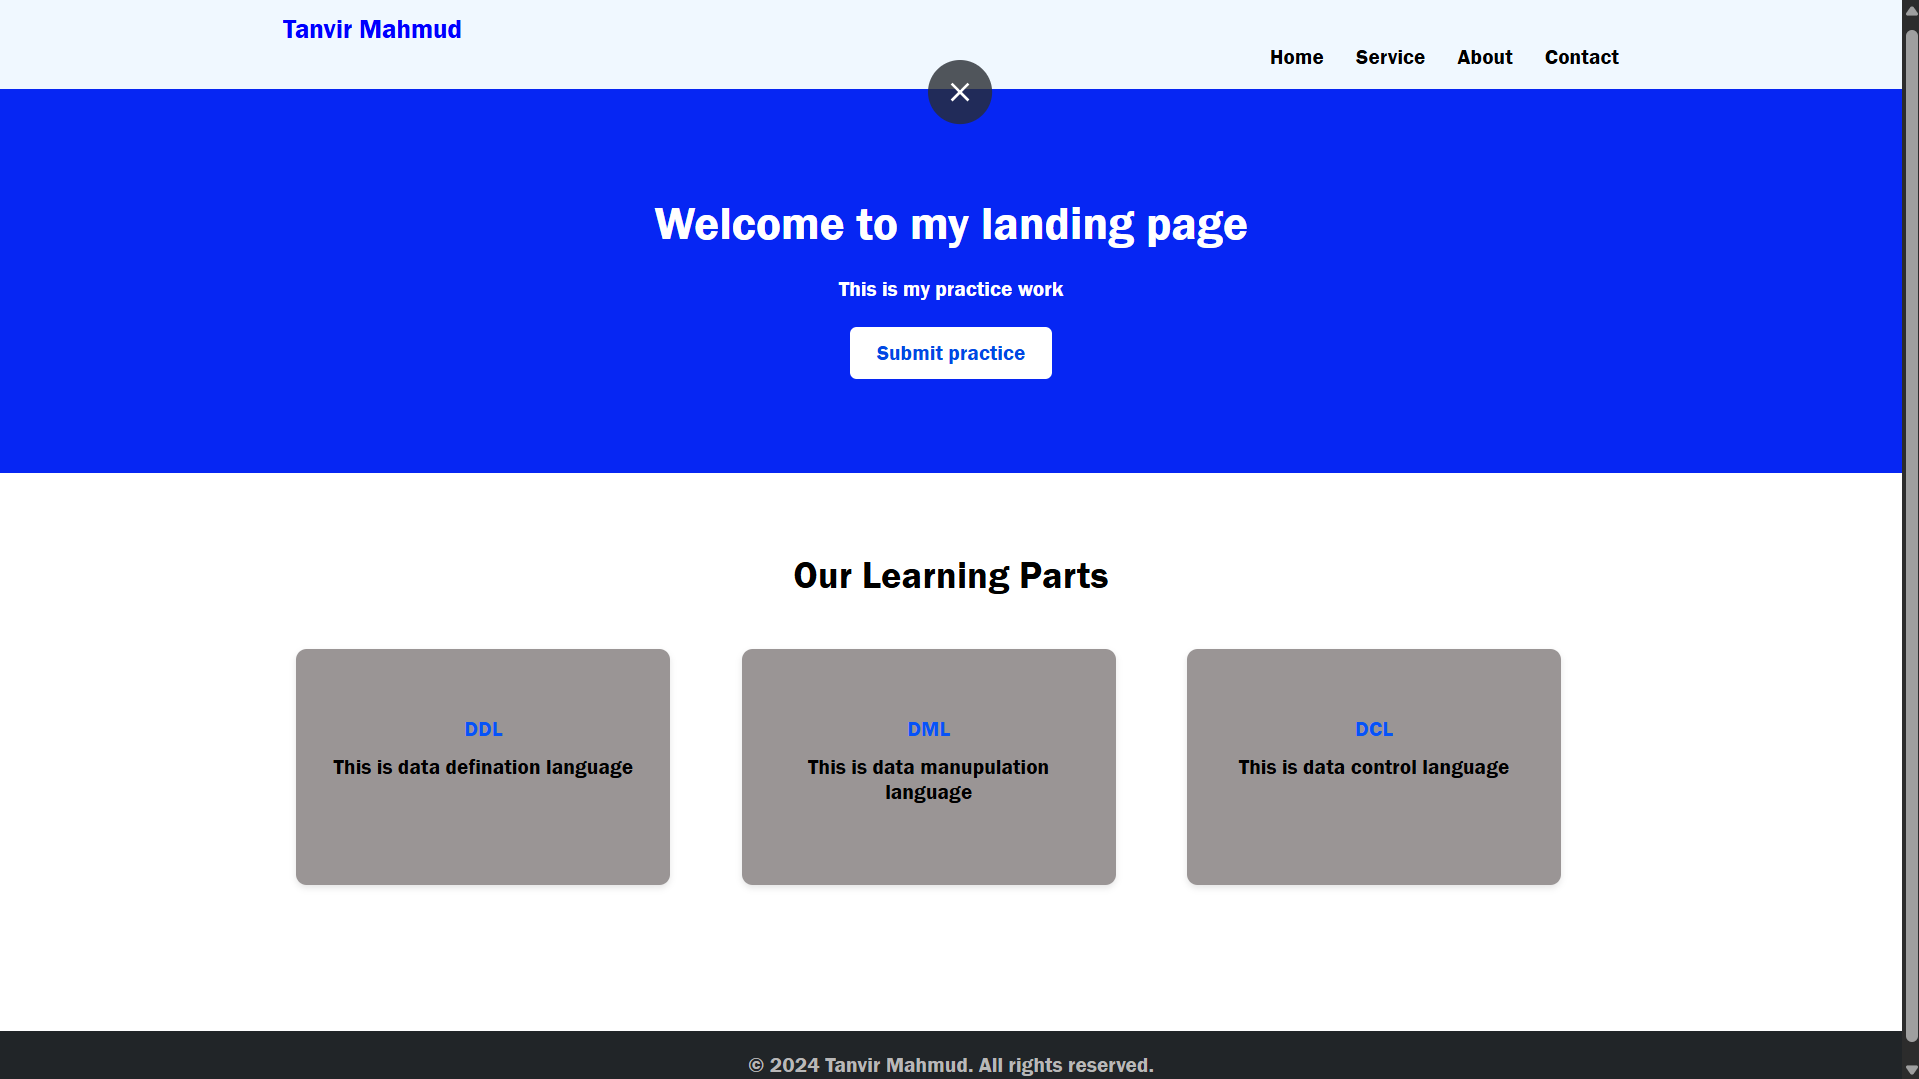 Tanvir Mahmud
Home Service About Contact
Welcome to my landing page
This is my practice work
Submit practice
Our Learning Parts
DDL
This is data defination language
DML
This is data manupulation
language
DCL
This is data control language
© 2024 Tanvir Mahmud. All rights reserved.